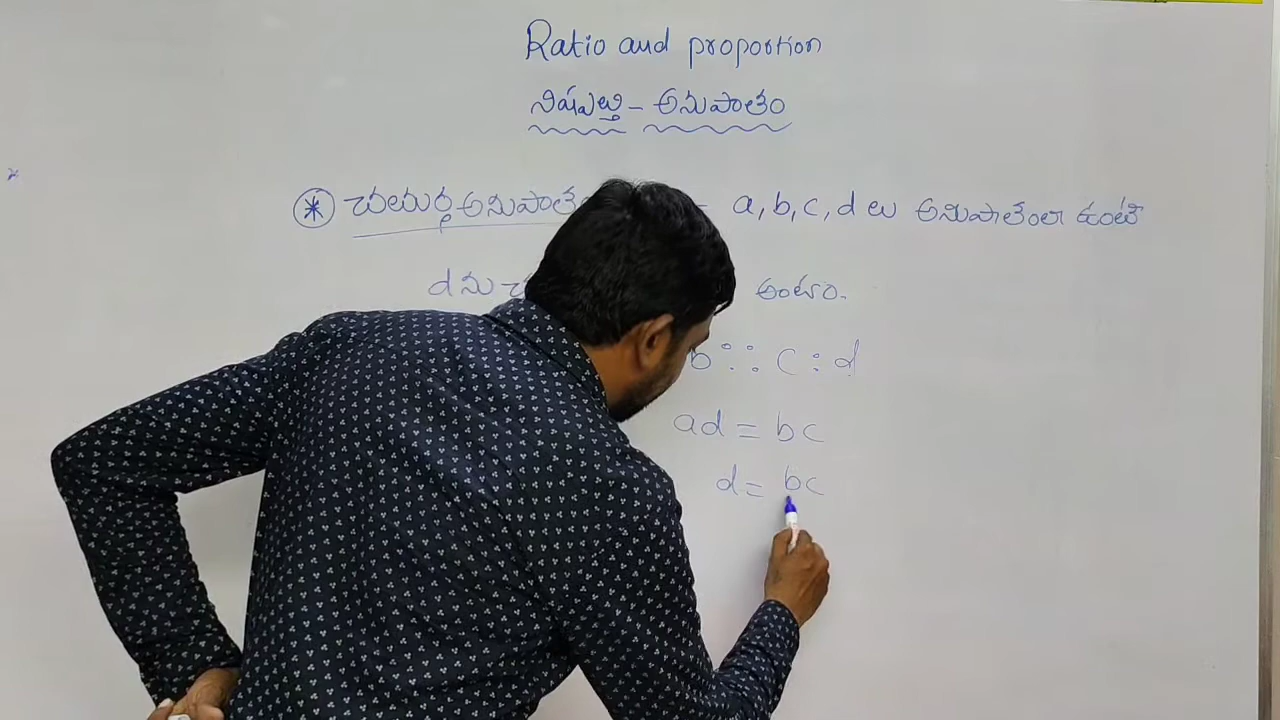 Ratio and proportion
నిష్పత్తి - అనుపాతం
* చతుర్థ అనుపాత - a, b, c, d లు అనుపాతంలో ఉంటే
d ను అంటారు.
b :: c : d
ad = bc
d = bc